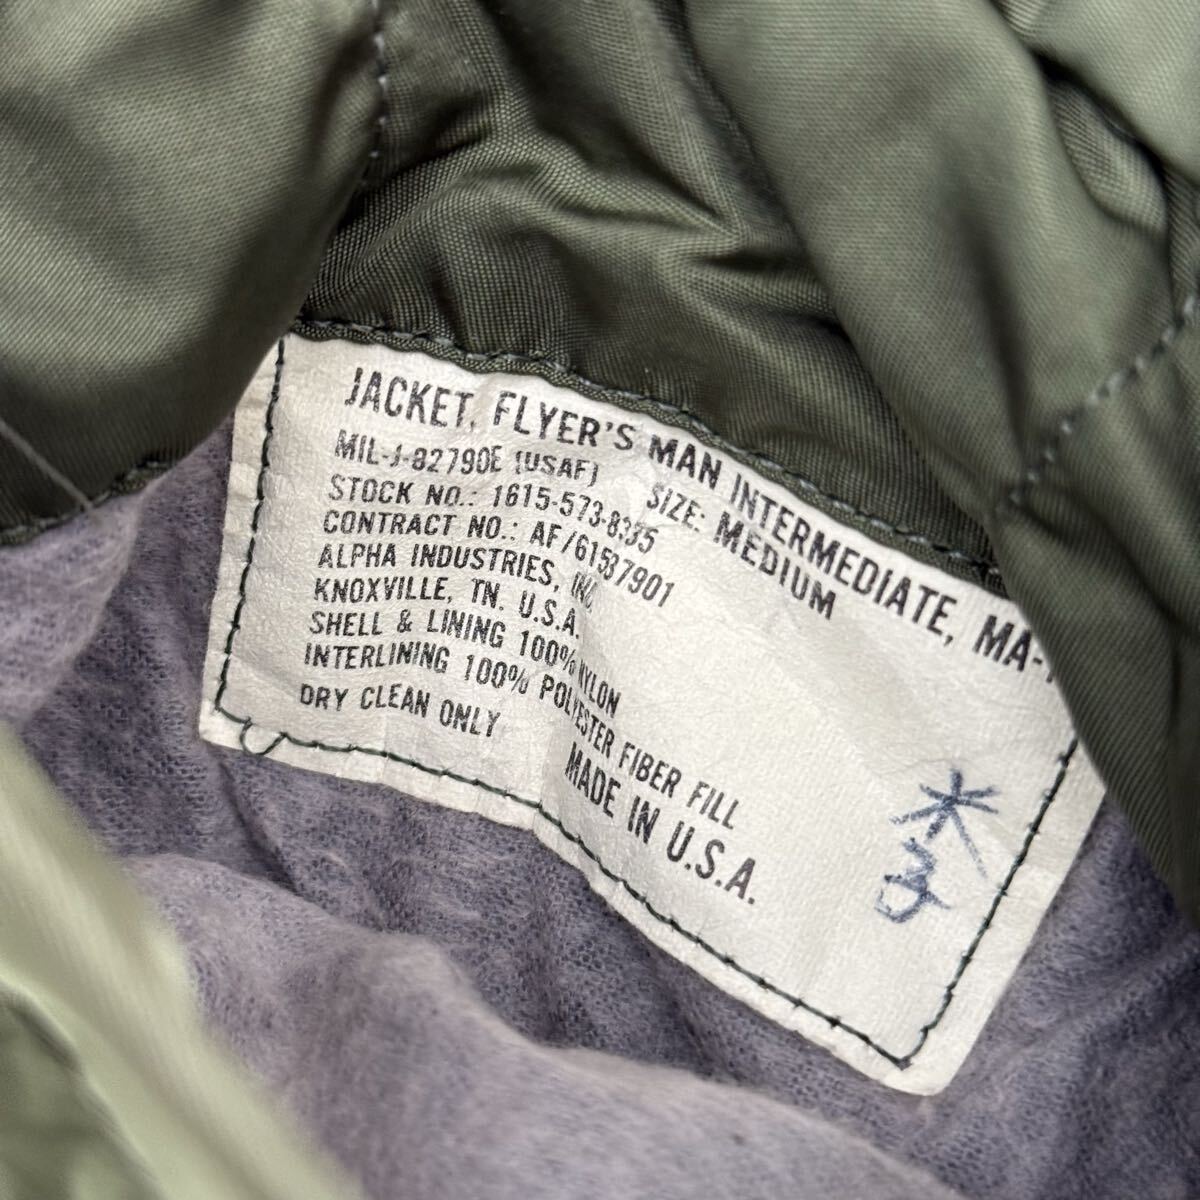 JACKET, FLYER'S MAN INTERMEDIATE, MA-1
MIL-J-82790E (USAF) SIZE: MEDIUM
STOCK NO.: 1615-573-8335
CONTRACT NO.: AF/61537901
ALPHA INDUSTRIES, INC.
KNOXVILLE, TN. U.S.A.
SHELL & LINING 100% NYLON
INTERLINING 100% POLYESTER FIBER FILL
DRY CLEAN ONLY MADE IN U.S.A.